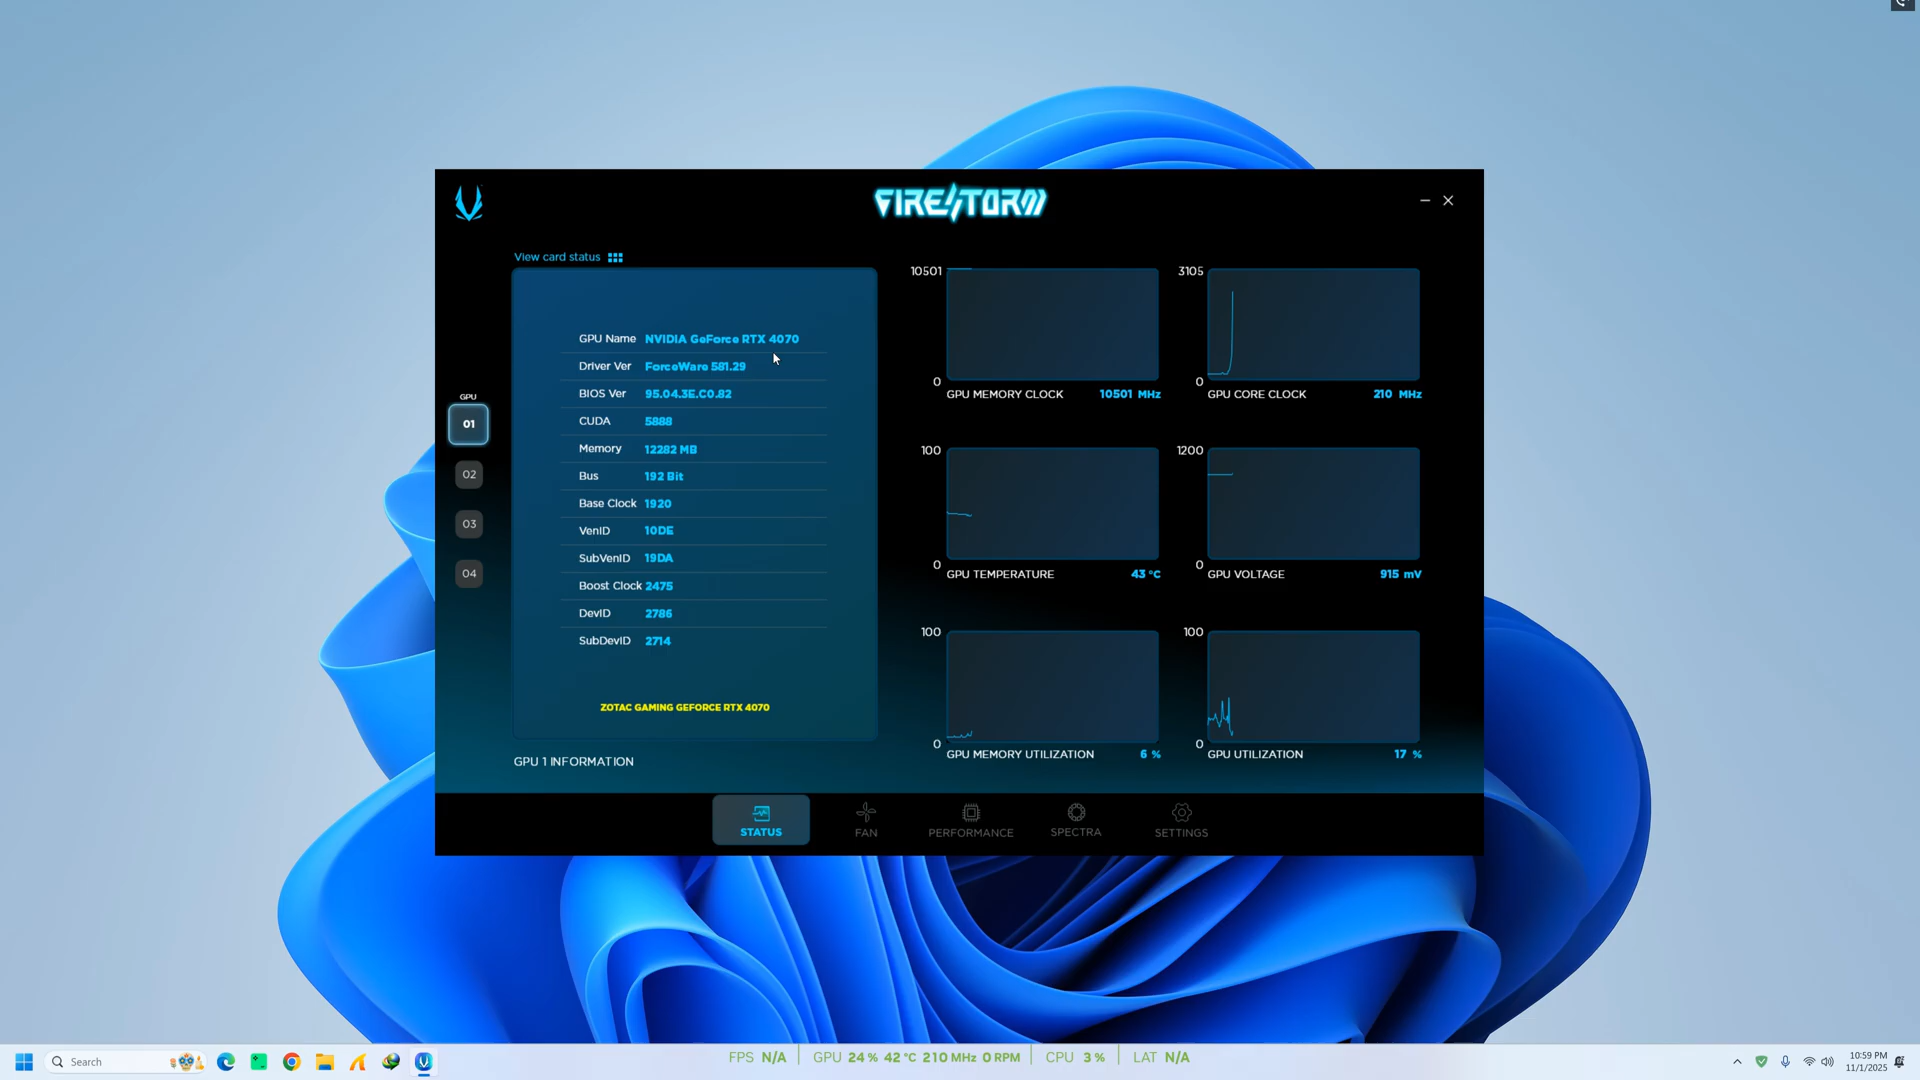 FIRESTORM
View card status
GPU
01
02
03
04
GPU Name NVIDIA GeForce RTX 4070
Driver Ver ForceWare 581.29
BIOS Ver 95.04.3E.C0.82
CUDA 5888
Memory 12282 MB
Bus 192 Bit
Base Clock 1920
VenID 10DE
SubVenID 19DA
Boost Clock 2475
DevID 2786
SubDevID 2714
ZOTAC GAMING GEFORCE RTX 4070
GPU 1 INFORMATION
10501
0
GPU MEMORY CLOCK 10501 MHz
3105
0
GPU CORE CLOCK 210 MHz
100
0
GPU TEMPERATURE 43 °C
1200
0
GPU VOLTAGE 915 mV
100
0
GPU MEMORY UTILIZATION 6 %
100
0
GPU UTILIZATION 17 %
STATUS
FAN
PERFORMANCE
SPECTRA
SETTINGS
Search
FPS N/A | GPU 24 % 42 °C 210 MHz 0 RPM | CPU 3 % | LAT N/A
10:59 PM
11/1/2025